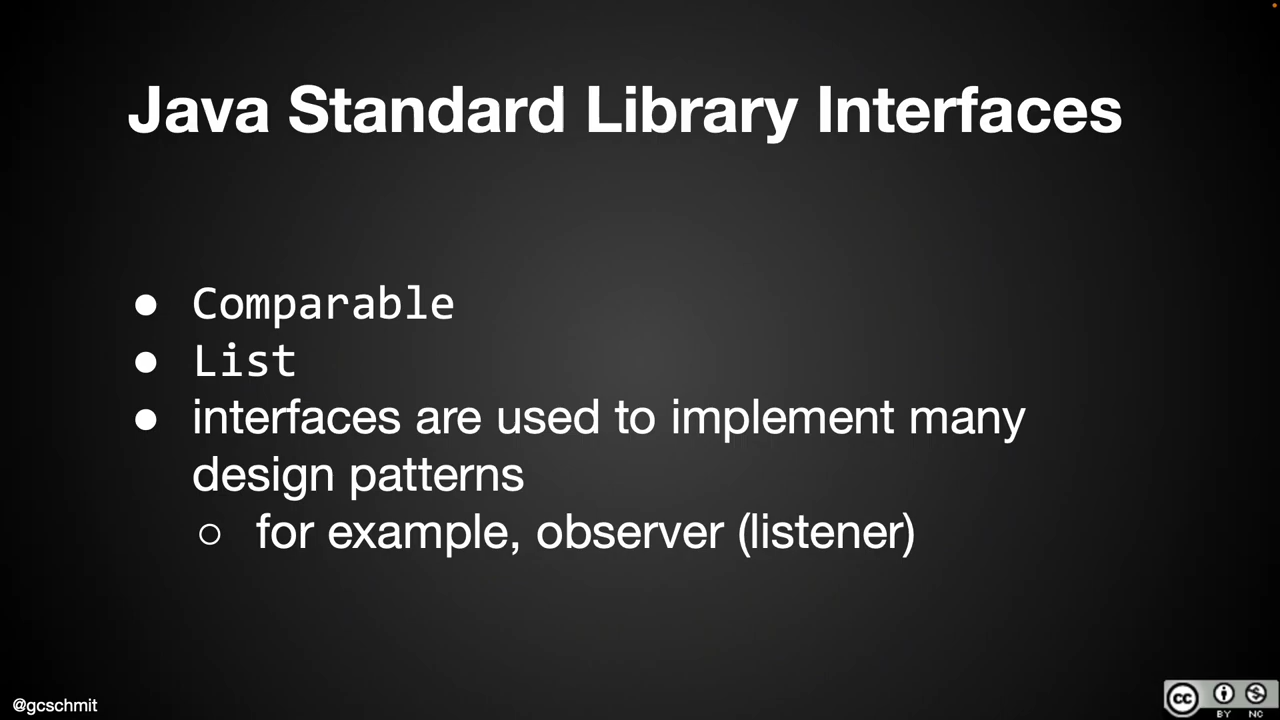 Java Standard Library Interfaces
● Comparable
● List
● interfaces are used to implement many
design patterns
○ for example, observer (listener)
@gcschmit
cc
BY NC